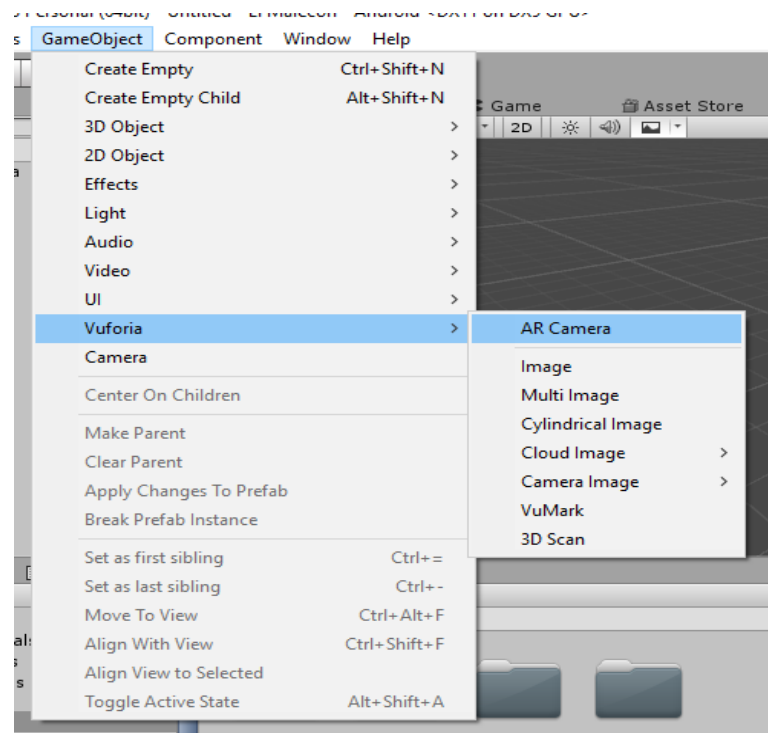 GameObject Component Window Help
Create Empty Ctrl+Shift+N
Create Empty Child Alt+Shift+N
3D Object
2D Object
Effects
Light
Audio
Video
UI
Vuforia
Camera
Center On Children
Make Parent
Clear Parent
Apply Changes To Prefab
Break Prefab Instance
Set as first sibling Ctrl+=
Set as last sibling Ctrl+-
Move To View Ctrl+Alt+F
Align With View Ctrl+Shift+F
Align View to Selected
Toggle Active State Alt+Shift+A
Game Asset Store
2D
AR Camera
Image
Multi Image
Cylindrical Image
Cloud Image
Camera Image
VuMark
3D Scan